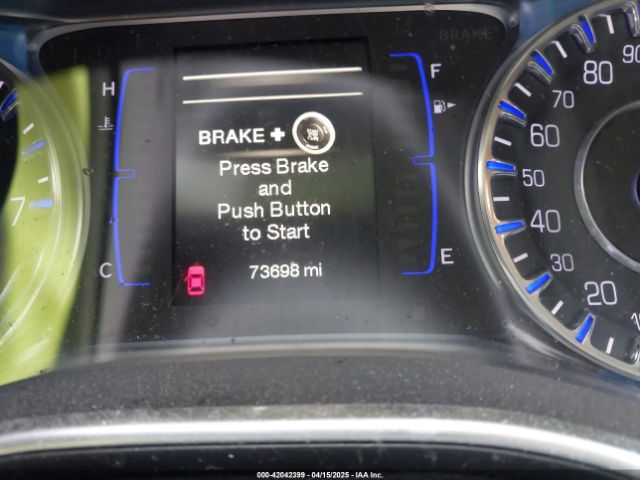 BRAKE
H
F
C
E
BRAKE +
Press Brake
and
Push Button
to Start
73698 mi
7
90
80
70
60
50
40
30
20
000-42042399 - 04/15/2025 - IAA Inc.